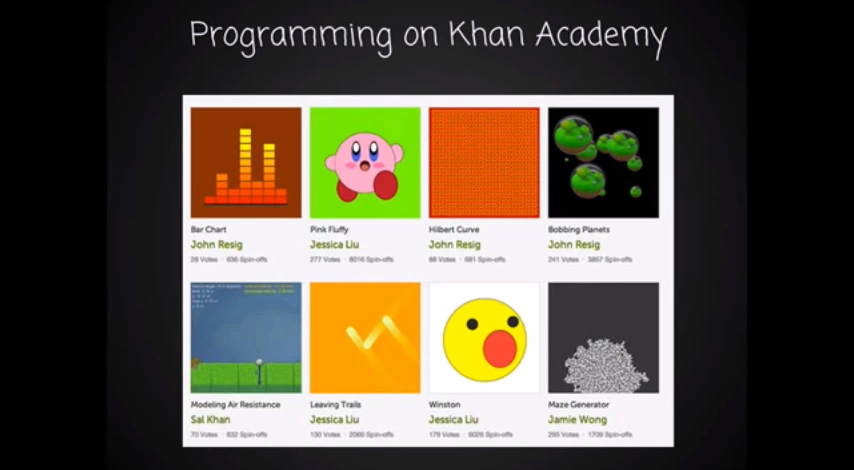 Programming on Khan Academy
Bar Chart
John Resig
28 Votes · 636 Spin-offs
Pink Fluffy
Jessica Liu
277 Votes · 8016 Spin-offs
Hilbert Curve
John Resig
88 Votes · 681 Spin-offs
Bobbing Planets
John Resig
241 Votes · 3857 Spin-offs
Modeling Air Resistance
Sal Khan
70 Votes · 632 Spin-offs
Leaving Trails
Jessica Liu
130 Votes · 2066 Spin-offs
Winston
Jessica Liu
179 Votes · 6026 Spin-offs
Maze Generator
Jamie Wong
295 Votes · 1709 Spin-offs